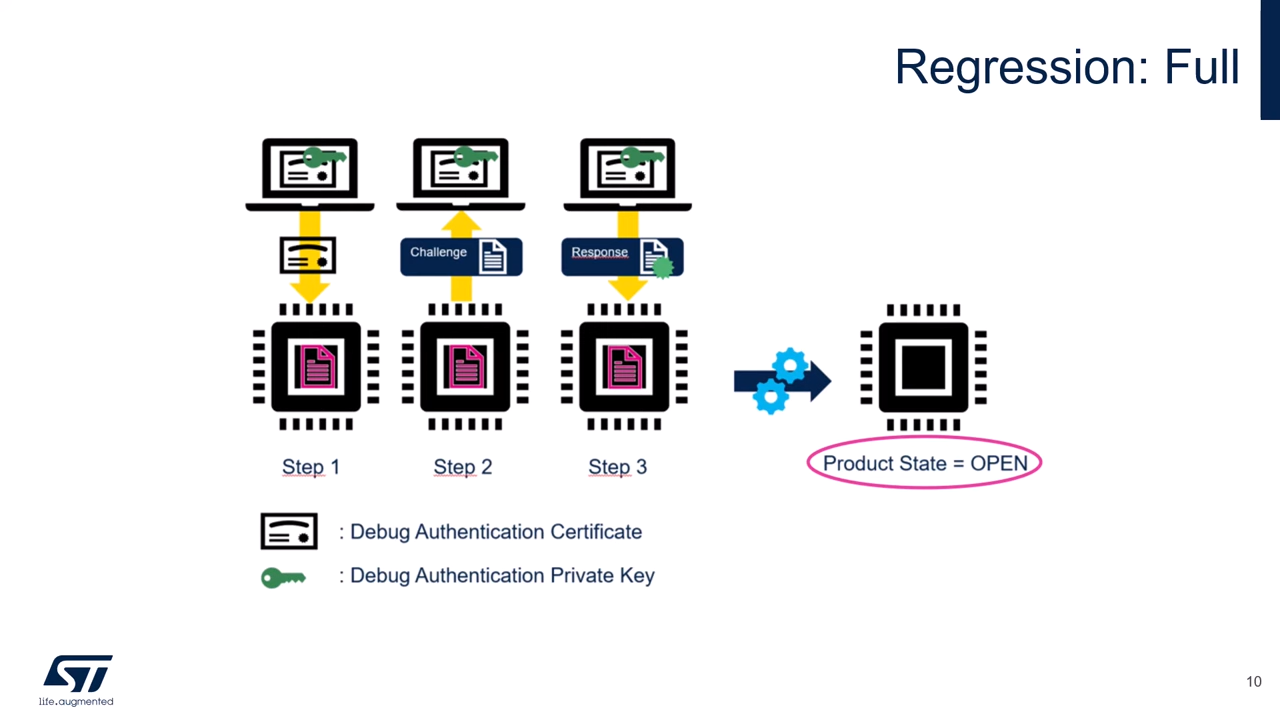 Regression: Full
Challenge
Response
Step 1
Step 2
Step 3
Product State = OPEN
: Debug Authentication Certificate
: Debug Authentication Private Key
ST
life.augmented
10